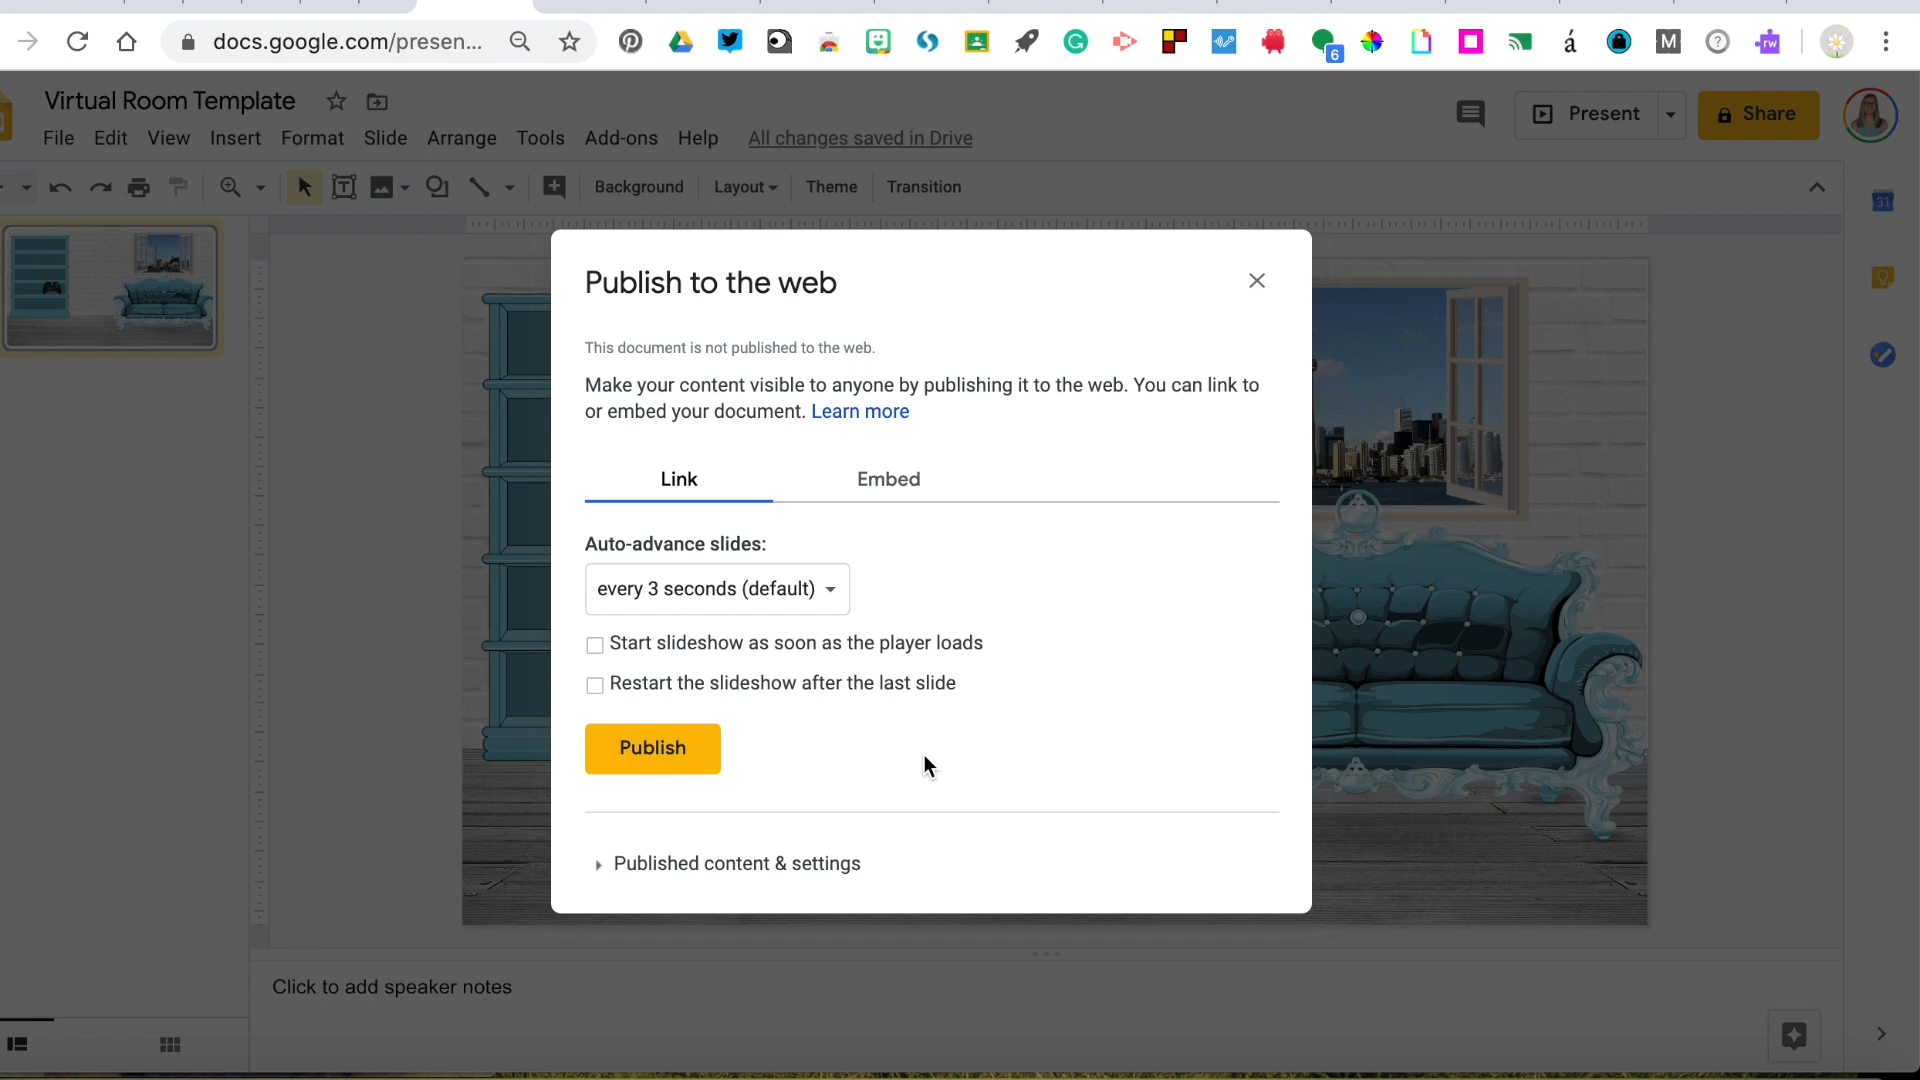 docs.google.com/presen...
6
á
M
?
rw
Virtual Room Template
File Edit View Insert Format Slide Arrange Tools Add-ons Help All changes saved in Drive
Present
Share
Background Layout Theme Transition
31
Publish to the web
This document is not published to the web.
Make your content visible to anyone by publishing it to the web. You can link to
or embed your document. Learn more
Link Embed
Auto-advance slides:
every 3 seconds (default)
Start slideshow as soon as the player loads
Restart the slideshow after the last slide
Publish
Published content & settings
Click to add speaker notes